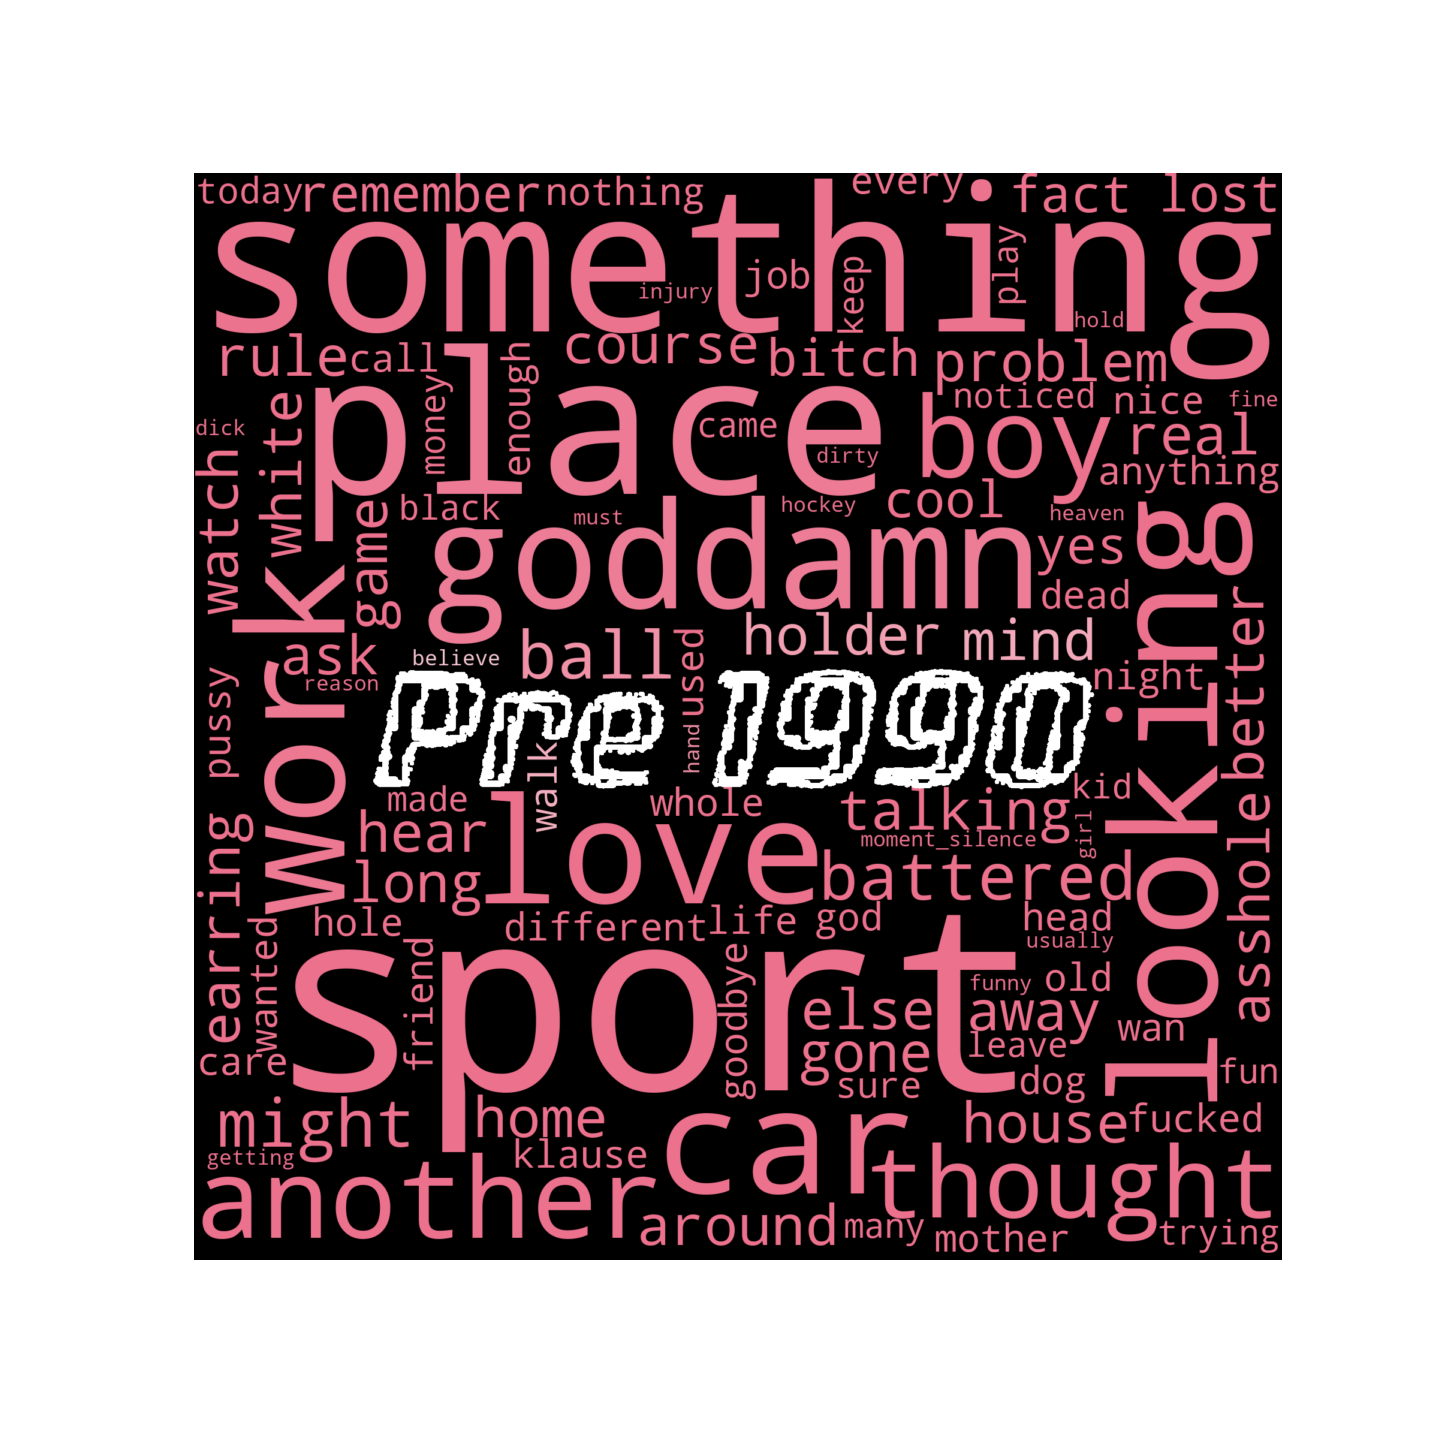 today remember nothing every fact lost
something
injury job keep play hold
rule call course bitch problem
money enough noticed nice fine
place came boy real
dick white dirty anything
watch black must hockey cool heaven
game goddamn yes
work looking dead
ask ball used holder mind better
believe
reason night
pussy Pre 1990
hand walk
made whole talking kid
hear love moment_silence girl
earring long battered asshole
hole different life god head
wanted friend usually
sport goodbye funny old
else away wan
care gone leave
sure dog fun
might home car house fucked
getting klause thought
another around many mother trying